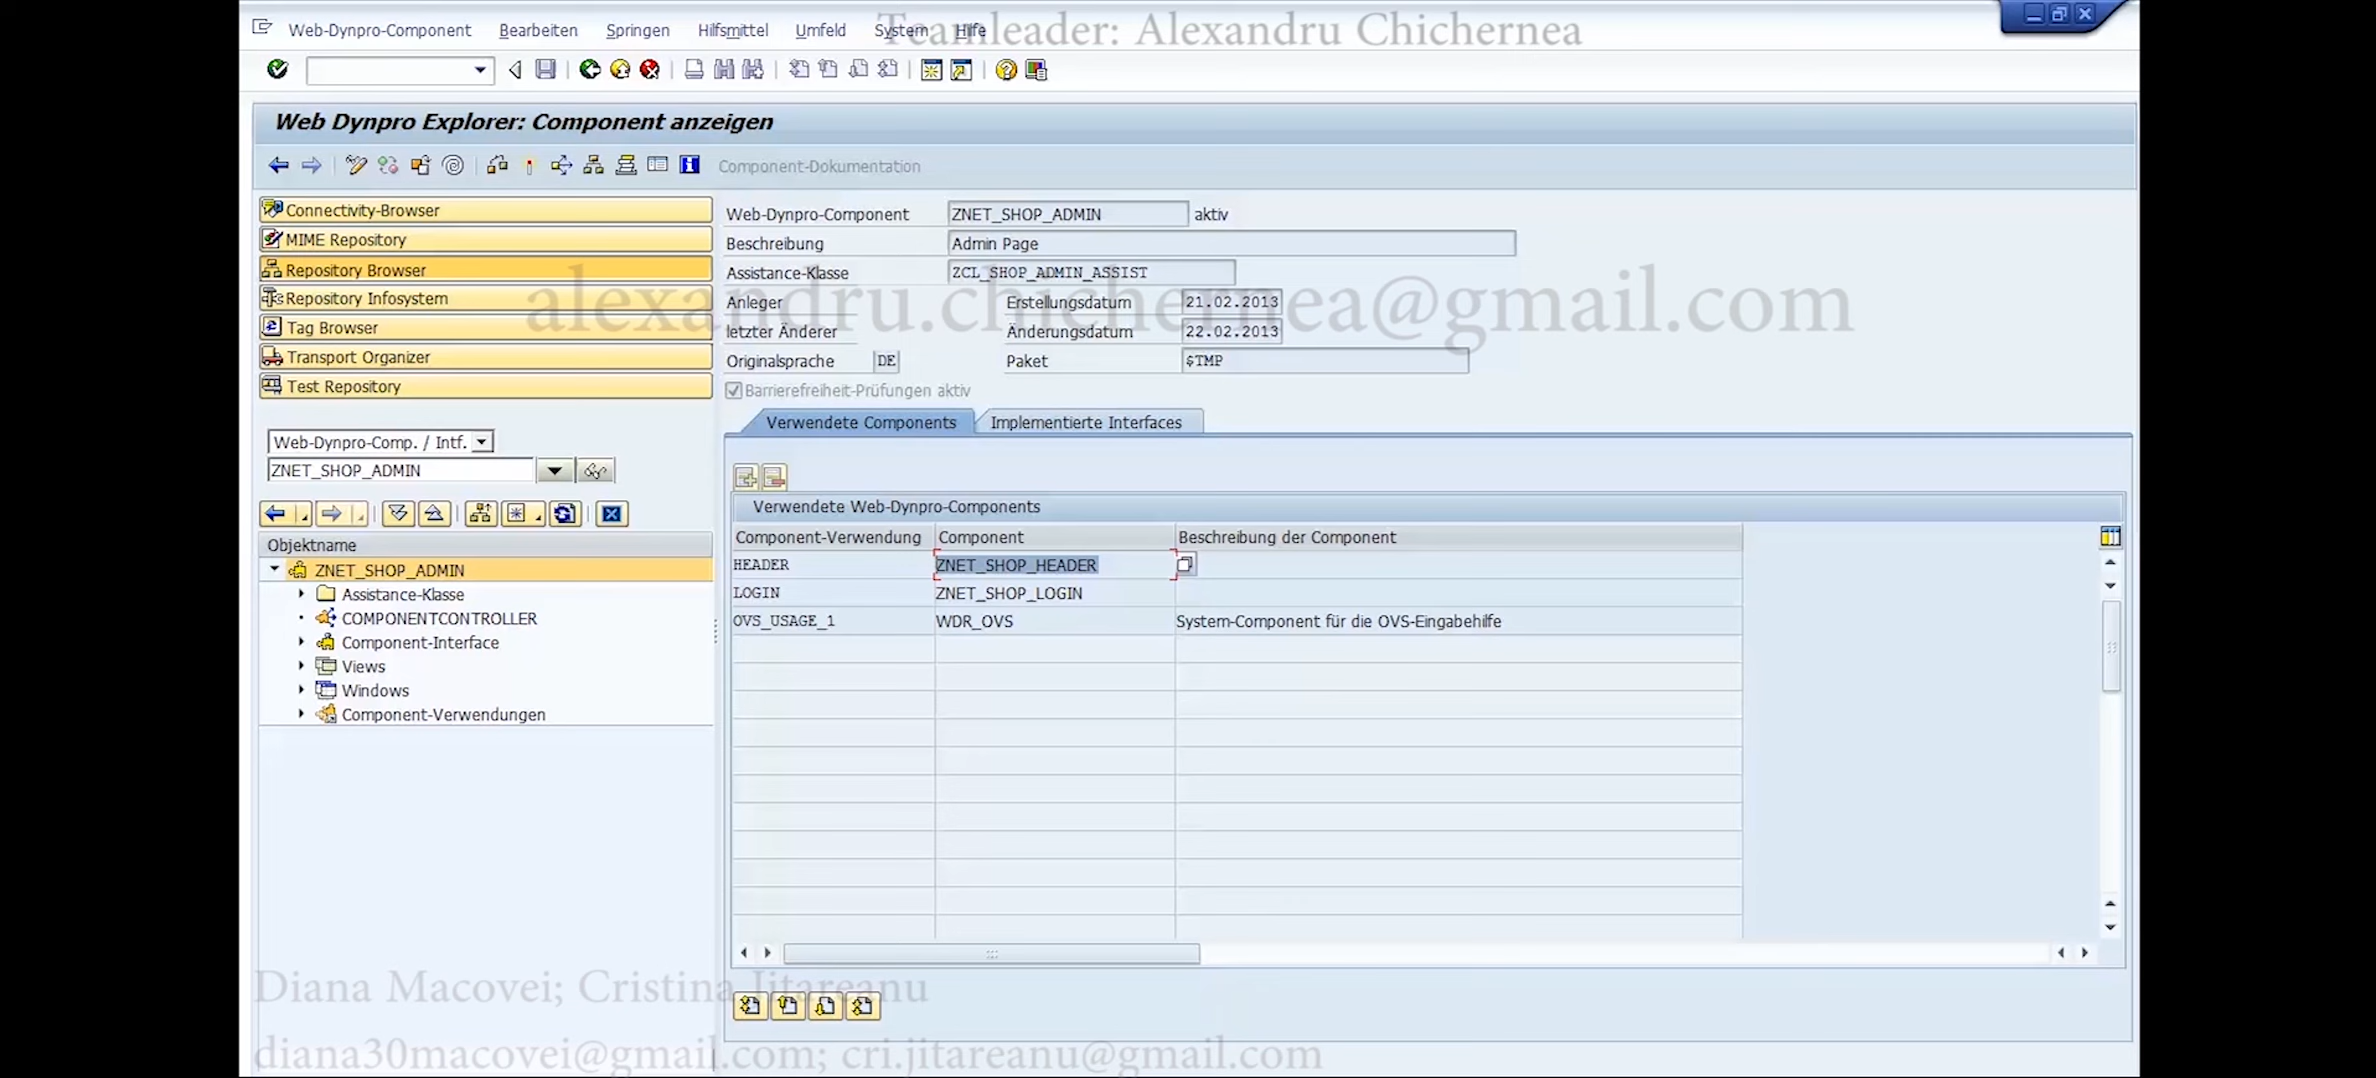 Web-Dynpro-Component Bearbeiten Springen Hilfsmittel Umfeld System Hilfe
Teamleader: Alexandru Chichernea
Web Dynpro Explorer: Component anzeigen
Component-Dokumentation
Connectivity-Browser
MIME Repository
Repository Browser
Repository Infosystem
Tag Browser
Transport Organizer
Test Repository
Web-Dynpro-Comp. / Intf.
ZNET_SHOP_ADMIN
Objektname
ZNET_SHOP_ADMIN
Assistance-Klasse
COMPONENTCONTROLLER
Component-Interface
Views
Windows
Component-Verwendungen
Web-Dynpro-Component ZNET_SHOP_ADMIN aktiv
Beschreibung Admin Page
Assistance-Klasse ZCL_SHOP_ADMIN_ASSIST
Anleger Erstellungsdatum 21.02.2013
alexandru.chichernea@gmail.com
letzter Änderer Änderungsdatum 22.02.2013
Originalsprache DE Paket $TMP
Barrierefreiheit-Prüfungen aktiv
Verwendete Components Implementierte Interfaces
Verwendete Web-Dynpro-Components
Component-Verwendung Component Beschreibung der Component
HEADER ZNET_SHOP_HEADER
LOGIN ZNET_SHOP_LOGIN
OVS_USAGE_1 WDR_OVS System-Component für die OVS-Eingabehilfe
Diana Macovei; Cristina Jitareanu
diana30macovei@gmail.com; cri.jitareanu@gmail.com